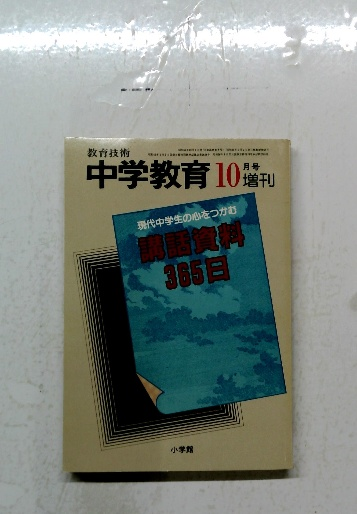 教育技術
中学教育 10月号増刊
現代中学生の心をつかむ
講話資料
365日
小学館